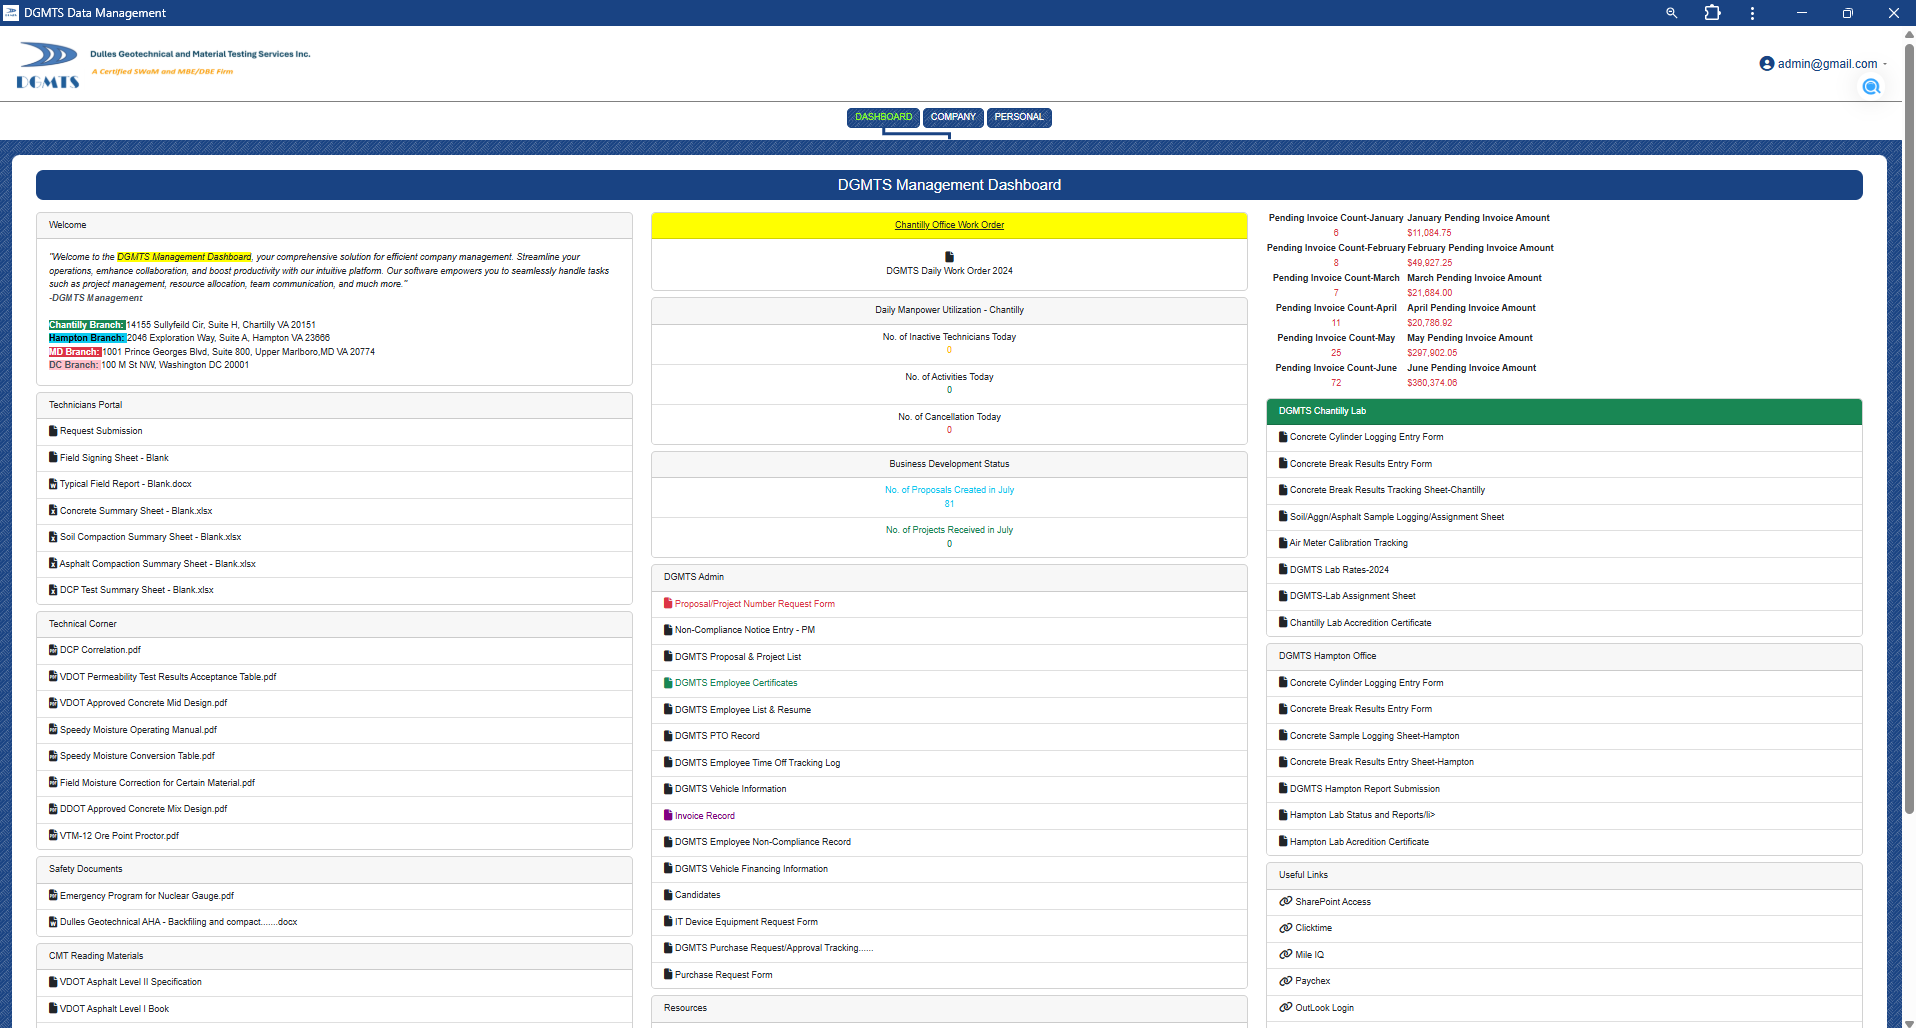 DGMTS Data Management
Dulles Geotechnical and Material Testing Services Inc.
A Certified SWaM and MBE/DBE Firm
DGMTS
admin@gmail.com
DASHBOARD
COMPANY
PERSONAL
DGMTS Management Dashboard
Welcome
"Welcome to the DGMTS Management Dashboard, your comprehensive solution for efficient company management. Streamline your
operations, emhance collaboration, and boost productivity with our intuitive platform. Our software empowers you to seamlessly handle tasks
such as project management, resource allocation, team communication, and much more."
-DGMTS Management
Chantilly Branch: 14155 Sullyfeild Cir, Suite H, Chartilly VA 20151
Hampton Branch: 2046 Exploration Way, Suite A, Hampton VA 23666
MD Branch: 1001 Prince Georges Blvd, Suite 800, Upper Marlboro,MD VA 20774
DC Branch: 100 M St NW, Washington DC 20001
Technicians Portal
Request Submission
Field Signing Sheet - Blank
Typical Field Report - Blank.docx
Concrete Summary Sheet - Blank.xlsx
Soil Compaction Summary Sheet - Blank.xlsx
Asphalt Compaction Summary Sheet - Blank.xlsx
DCP Test Summary Sheet - Blank.xlsx
Technical Corner
DCP Correlation.pdf
VDOT Permeability Test Results Acceptance Table.pdf
VDOT Approved Concrete Mid Design.pdf
Speedy Moisture Operating Manual.pdf
Speedy Moisture Conversion Table.pdf
Field Moisture Correction for Certain Material.pdf
DDOT Approved Concrete Mix Design.pdf
VTM-12 Ore Point Proctor.pdf
Safety Documents
Emergency Program for Nuclear Gauge.pdf
Dulles Geotechnical AHA - Backfiling and compact.......docx
CMT Reading Materials
VDOT Asphalt Level II Specification
VDOT Asphalt Level I Book
Chantilly Office Work Order
DGMTS Daily Work Order 2024
Daily Manpower Utilization - Chantilly
No. of Inactive Technicians Today
0
No. of Activities Today
0
No. of Cancellation Today
0
Business Development Status
No. of Proposals Created in July
81
No. of Projects Received in July
0
DGMTS Admin
Proposal/Project Number Request Form
Non-Compliance Notice Entry - PM
DGMTS Proposal & Project List
DGMTS Employee Certificates
DGMTS Employee List & Resume
DGMTS PTO Record
DGMTS Employee Time Off Tracking Log
DGMTS Vehicle Information
Invoice Record
DGMTS Employee Non-Compliance Record
DGMTS Vehicle Financing Information
Candidates
IT Device Equipment Request Form
DGMTS Purchase Request/Approval Tracking......
Purchase Request Form
Resources
Pending Invoice Count-January January Pending Invoice Amount
6 $11,084.75
Pending Invoice Count-February February Pending Invoice Amount
8 $49,927.25
Pending Invoice Count-March March Pending Invoice Amount
7 $21,684.00
Pending Invoice Count-April April Pending Invoice Amount
11 $20,786.92
Pending Invoice Count-May May Pending Invoice Amount
25 $297,902.05
Pending Invoice Count-June June Pending Invoice Amount
72 $360,374.06
DGMTS Chantilly Lab
Concrete Cylinder Logging Entry Form
Concrete Break Results Entry Form
Concrete Break Results Tracking Sheet-Chantilly
Soil/Aggn/Asphalt Sample Logging/Assignment Sheet
Air Meter Calibration Tracking
DGMTS Lab Rates-2024
DGMTS-Lab Assignment Sheet
Chantilly Lab Accredition Certificate
DGMTS Hampton Office
Concrete Cylinder Logging Entry Form
Concrete Break Results Entry Form
Concrete Sample Logging Sheet-Hampton
Concrete Break Results Entry Sheet-Hampton
DGMTS Hampton Report Submission
Hampton Lab Status and Reports/li>
Hampton Lab Acredition Certificate
Useful Links
SharePoint Access
Clicktime
Mile IQ
Paychex
OutLook Login